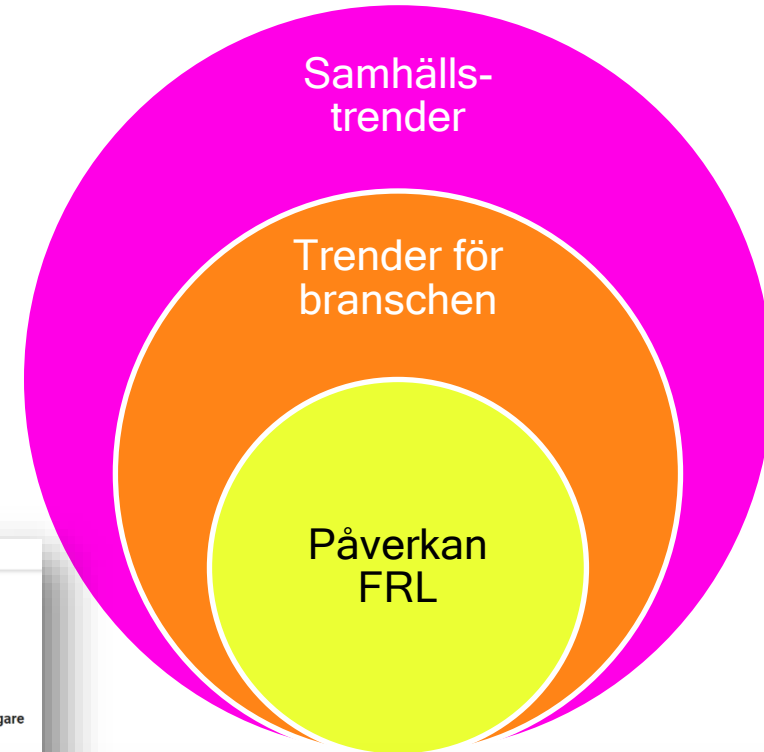 Samhälls-
trender
Trender för
branschen
Påverkan
FRL